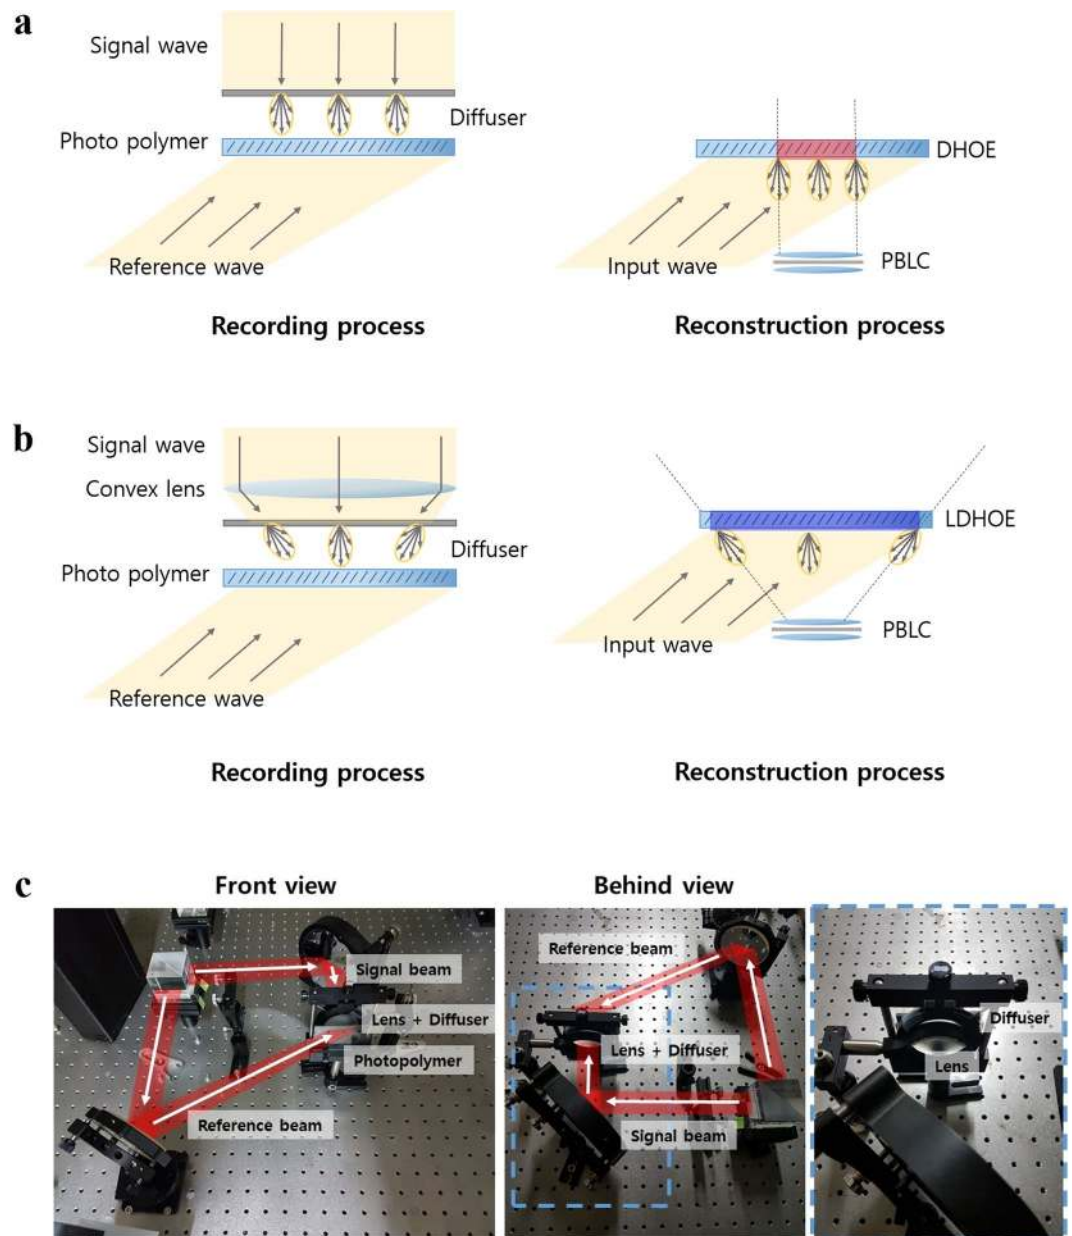 a
Signal wave
Diffuser
Photo polymer
Reference wave
Recording process
DHOE
Input wave
PBLC
Reconstruction process
b
Signal wave
Convex lens
Diffuser
Photo polymer
Reference wave
Recording process
LDHOE
Input wave
PBLC
Reconstruction process
c
Front view
Signal beam
Lens + Diffuser
Photopolymer
Reference beam
Behind view
Reference beam
Lens + Diffuser
Signal beam
Diffuser
Lens